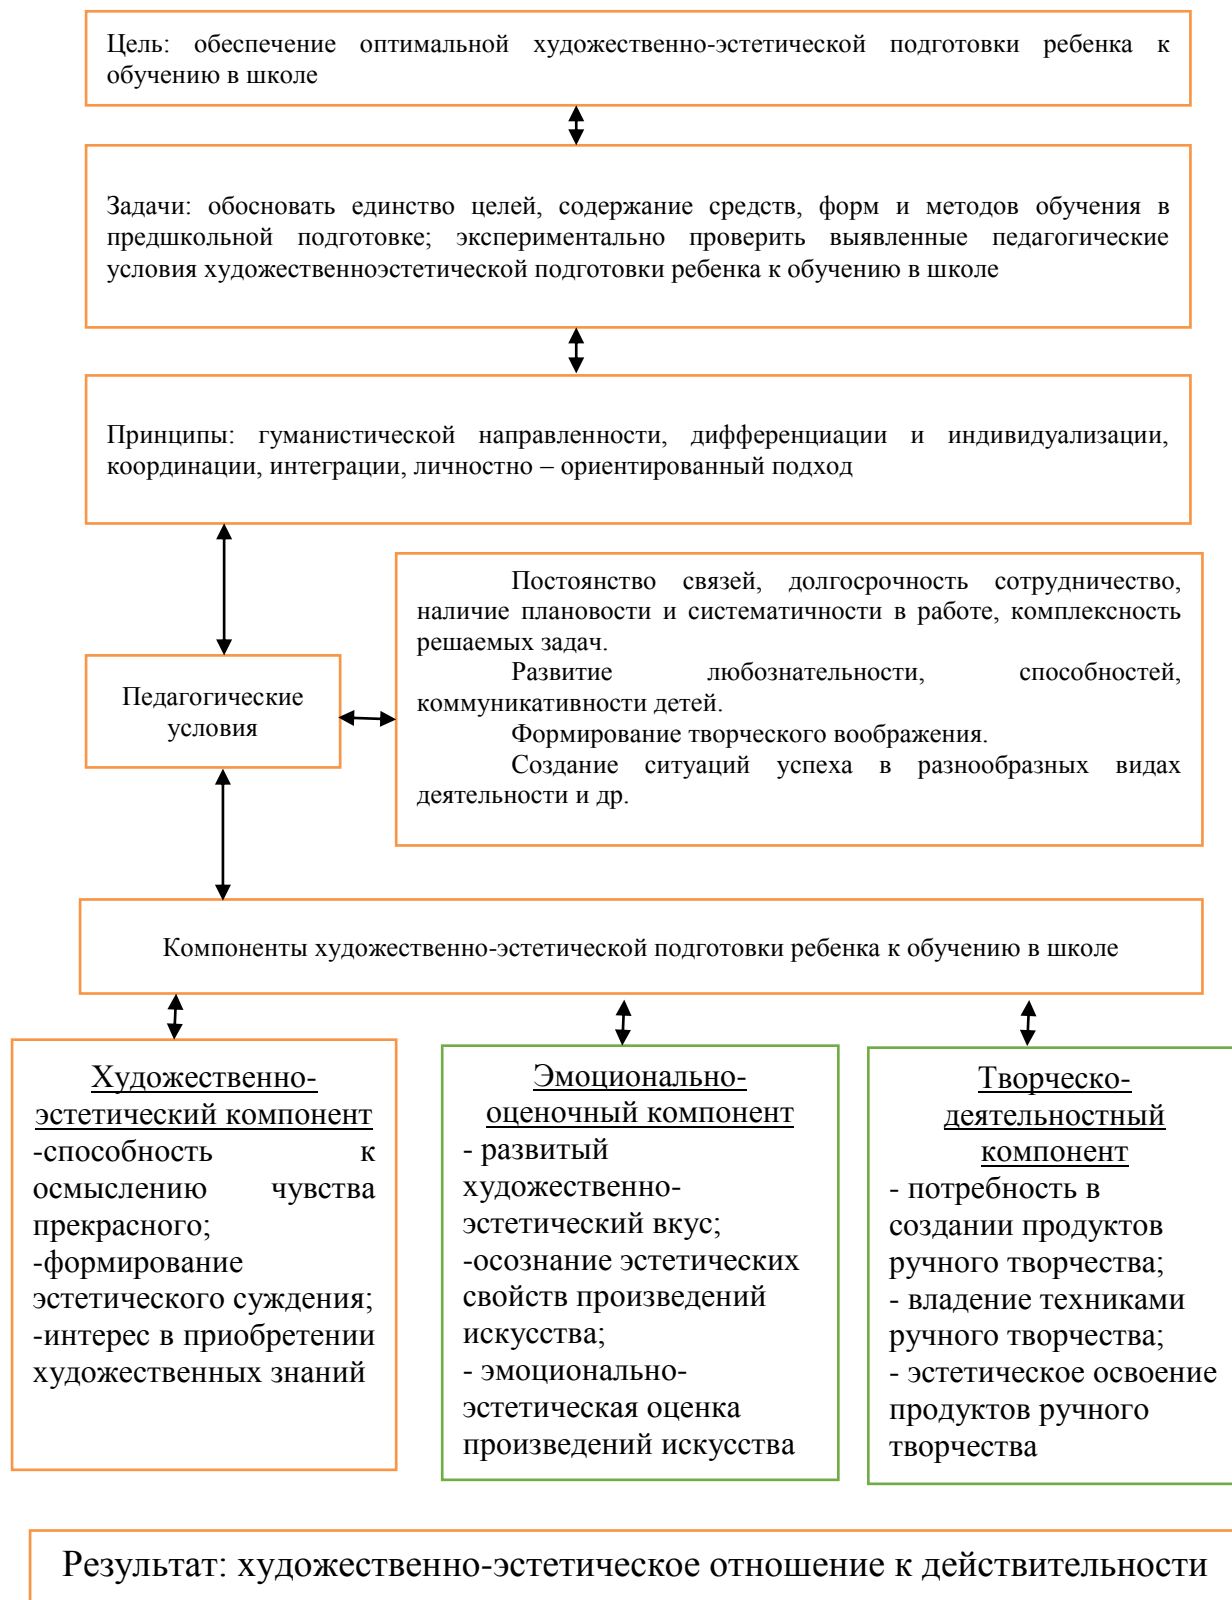 Цель: обеспечение оптимальной художественно-эстетической подготовки ребенка к
обучению в школе
Задачи: обосновать единство целей, содержание средств, форм и методов обучения в
предшкольной подготовке; экспериментально проверить выявленные педагогические
условия художественноэстетической подготовки ребенка к обучению в школе
Принципы: гуманистической направленности, дифференциации и индивидуализации,
координации, интеграции, личностно – ориентированный подход
Постоянство связей, долгосрочность сотрудничество,
наличие плановости и систематичности в работе, комплексность
решаемых задач.
Развитие любознательности, способностей,
коммуникативности детей.
Формирование творческого воображения.
Создание ситуаций успеха в разнообразных видах
деятельности и др.
Педагогические
условия
Компоненты художественно-эстетической подготовки ребенка к обучению в школе
Художественно-
эстетический компонент
-способность к
осмыслению чувства
прекрасного;
-формирование
эстетического суждения;
-интерес в приобретении
художественных знаний
Эмоционально-
оценочный компонент
- развитый
художественно-
эстетический вкус;
-осознание эстетических
свойств произведений
искусства;
- эмоционально-
эстетическая оценка
произведений искусства
Творческо-
деятельностный
компонент
- потребность в
создании продуктов
ручного творчества;
- владение техниками
ручного творчества;
- эстетическое освоение
продуктов ручного
творчества
Результат: художественно-эстетическое отношение к действительности